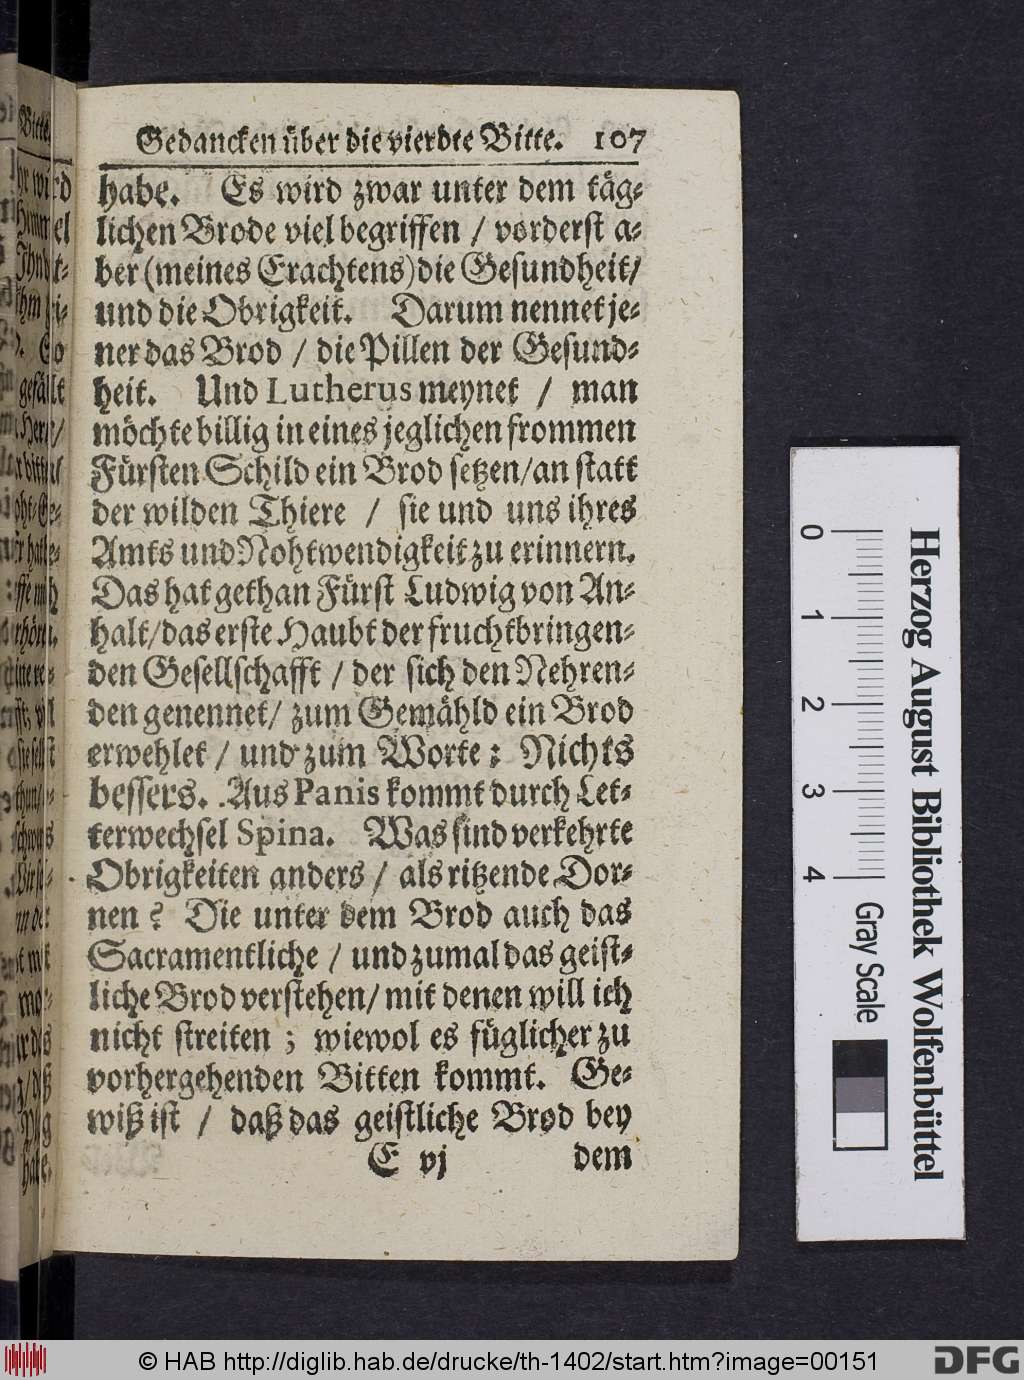 Gedancken über die vierdte Bitte. 107
habe. Es wird zwar unter dem täg-
lichen Brode viel begriffen / vorderst a-
ber (meines Erachtens) die Gesundheit/
und die Obrigkeit. Darum nennet je-
ner das Brod / die Pillen der Gesund-
heit. Und Lutherus meynet / man
möchte billig in eines jeglichen frommen
Fürsten Schild ein Brod setzen/an statt
der wilden Thiere / sie und uns ihres
Amts und Nohtwendigkeit zu erinnern.
Das hat gethan Fürst Ludwig von An-
halt/das erste Haubt der fruchtbringen-
den Gesellschafft / der sich den Nehren-
den genennet/ zum Gemähld ein Brod
erwehlet / und zum Worte: Nichts
bessers. Aus Panis kommt durch Let-
terwechsel Spina. Was sind verkehrte
Obrigkeiten anders / als ritzende Dor-
nen? Die unter dem Brod auch das
Sacramentliche / und zumal das geist-
liche Brod verstehen/ mit denen will ich
nicht streiten; wiewol es füglicher zu
vorhergehenden Bitten kommt. Ge-
wiß ist / daß das geistliche Brod bey
E vj dem
0 1 2 3 4
Gray Scale
Herzog August Bibliothek Wolfenbüttel
© HAB http://diglib.hab.de/drucke/th-1402/start.htm?image=00151
DFG